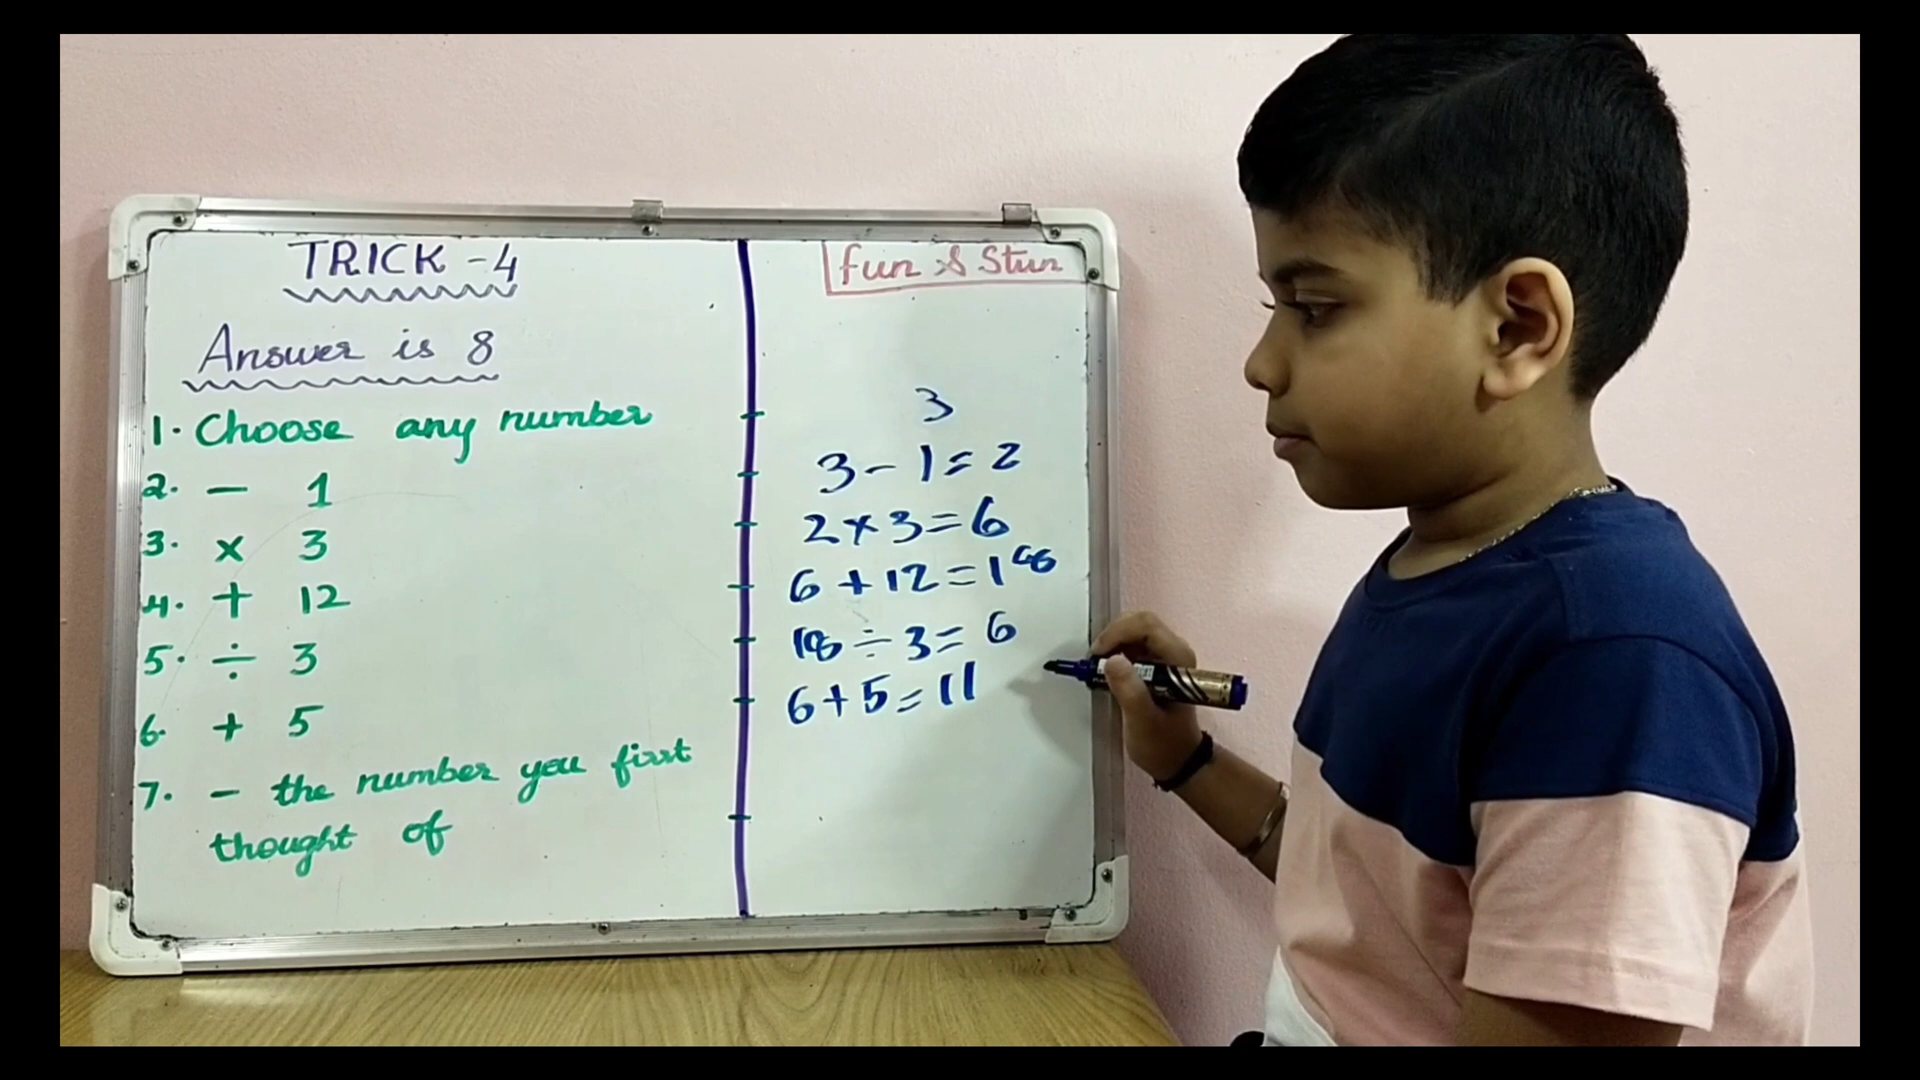 TRICK - 4
Answer is 8
1. Choose any number
2. - 1
3. × 3
4. + 12
5. ÷ 3
6. + 5
7. - the number you first
thought of
Fun & Stun
3
3 - 1 = 2
2 × 3 = 6
6 + 12 = 18
18 ÷ 3 = 6
6 + 5 = 11